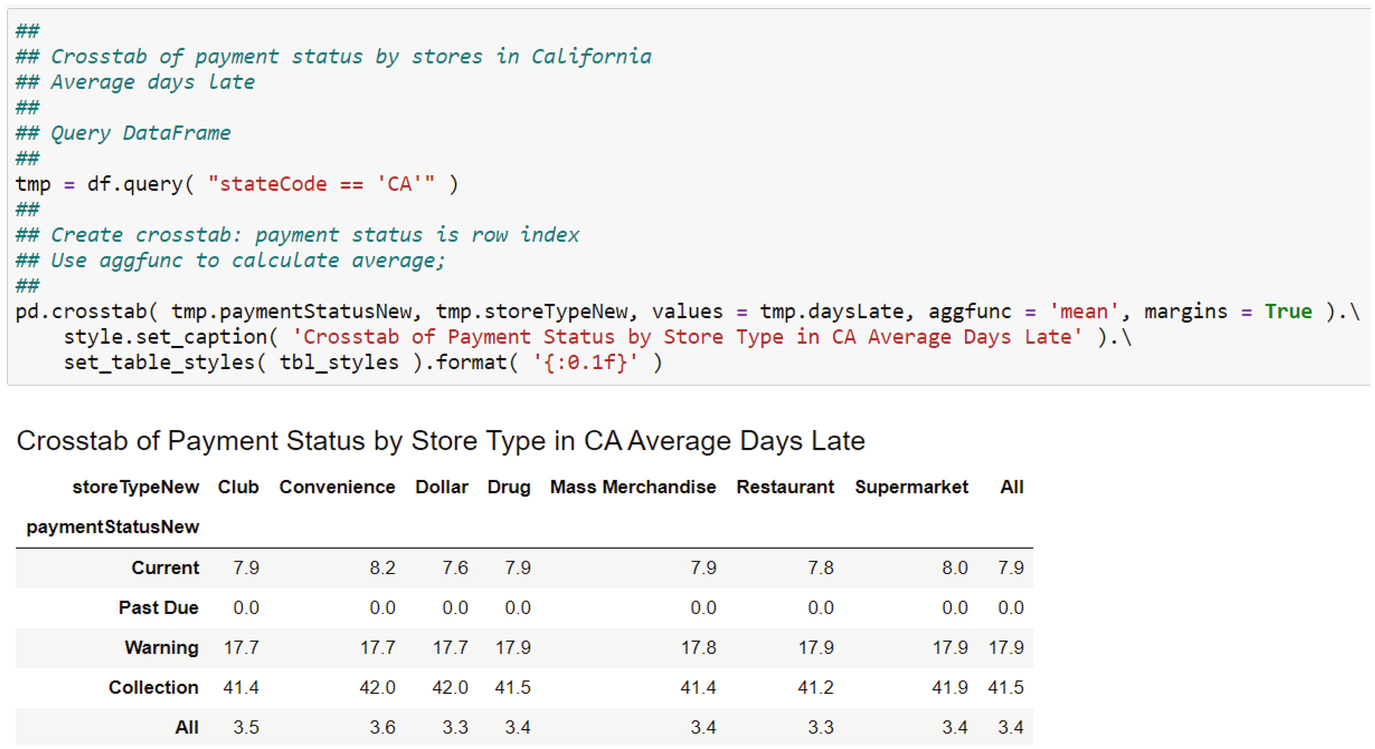 ##
## Crosstab of payment status by stores in California
## Average days late
##
## Query DataFrame
##
tmp = df.query( "stateCode == 'CA'" )
##
## Create crosstab: payment status is row index
## Use aggfunc to calculate average;
##
pd.crosstab( tmp.paymentStatusNew, tmp.storeTypeNew, values = tmp.daysLate, aggfunc = 'mean', margins = True ).\
    style.set_caption( 'Crosstab of Payment Status by Store Type in CA Average Days Late' ).\
    set_table_styles( tbl_styles ).format( '{:0.1f}' )
Crosstab of Payment Status by Store Type in CA Average Days Late
storeTypeNew Club Convenience Dollar Drug Mass Merchandise Restaurant Supermarket All
paymentStatusNew
Current 7.9 8.2 7.6 7.9 7.9 7.8 8.0 7.9
Past Due 0.0 0.0 0.0 0.0 0.0 0.0 0.0 0.0
Warning 17.7 17.7 17.7 17.9 17.8 17.9 17.9 17.9
Collection 41.4 42.0 42.0 41.5 41.4 41.2 41.9 41.5
All 3.5 3.6 3.3 3.4 3.4 3.3 3.4 3.4